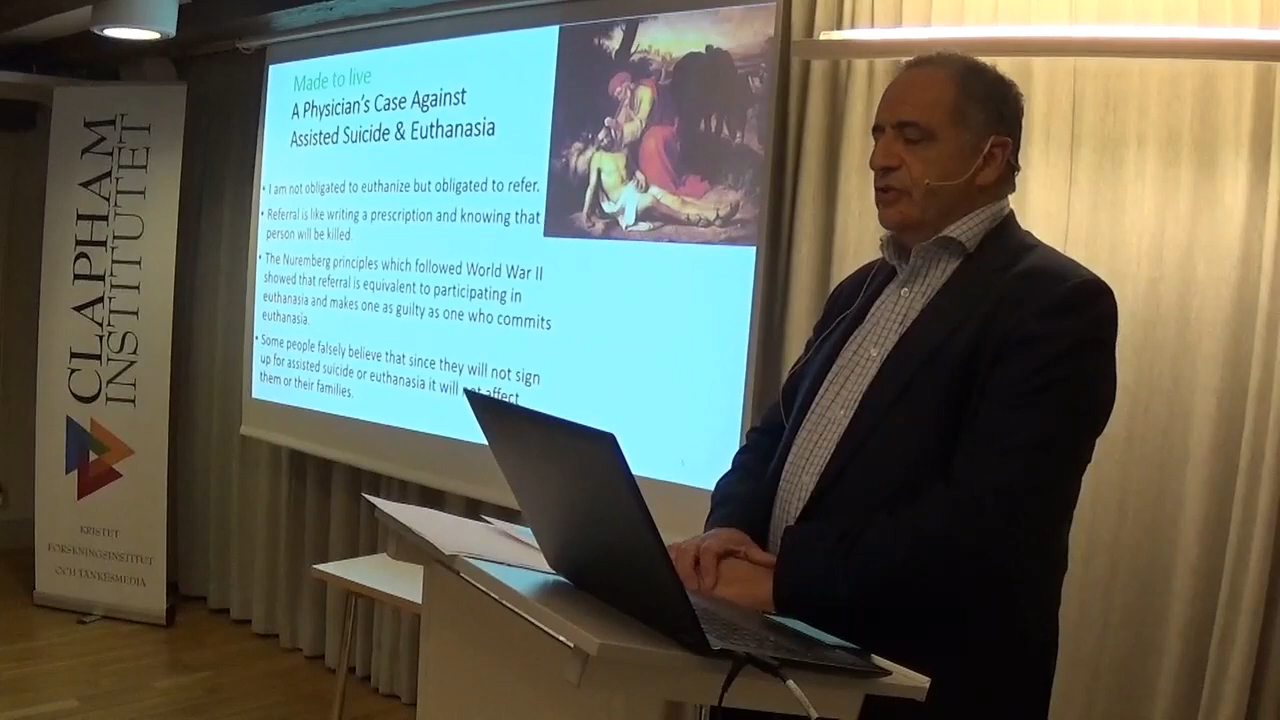 CLAPHAM
INSTITUTET
KRISTET
FORSKNINGSINSTITUT
OCH TANKESMEDJA
Made to live
A Physician's Case Against
Assisted Suicide & Euthanasia
• I am not obligated to euthanize but obligated to refer.
• Referral is like writing a prescription and knowing that
person will be killed.
• The Nuremberg principles which followed World War II
showed that referral is equivalent to participating in
euthanasia and makes one as guilty as one who commits
euthanasia.
• Some people falsely believe that since they will not sign
up for assisted suicide or euthanasia it will not affect
them or their families.